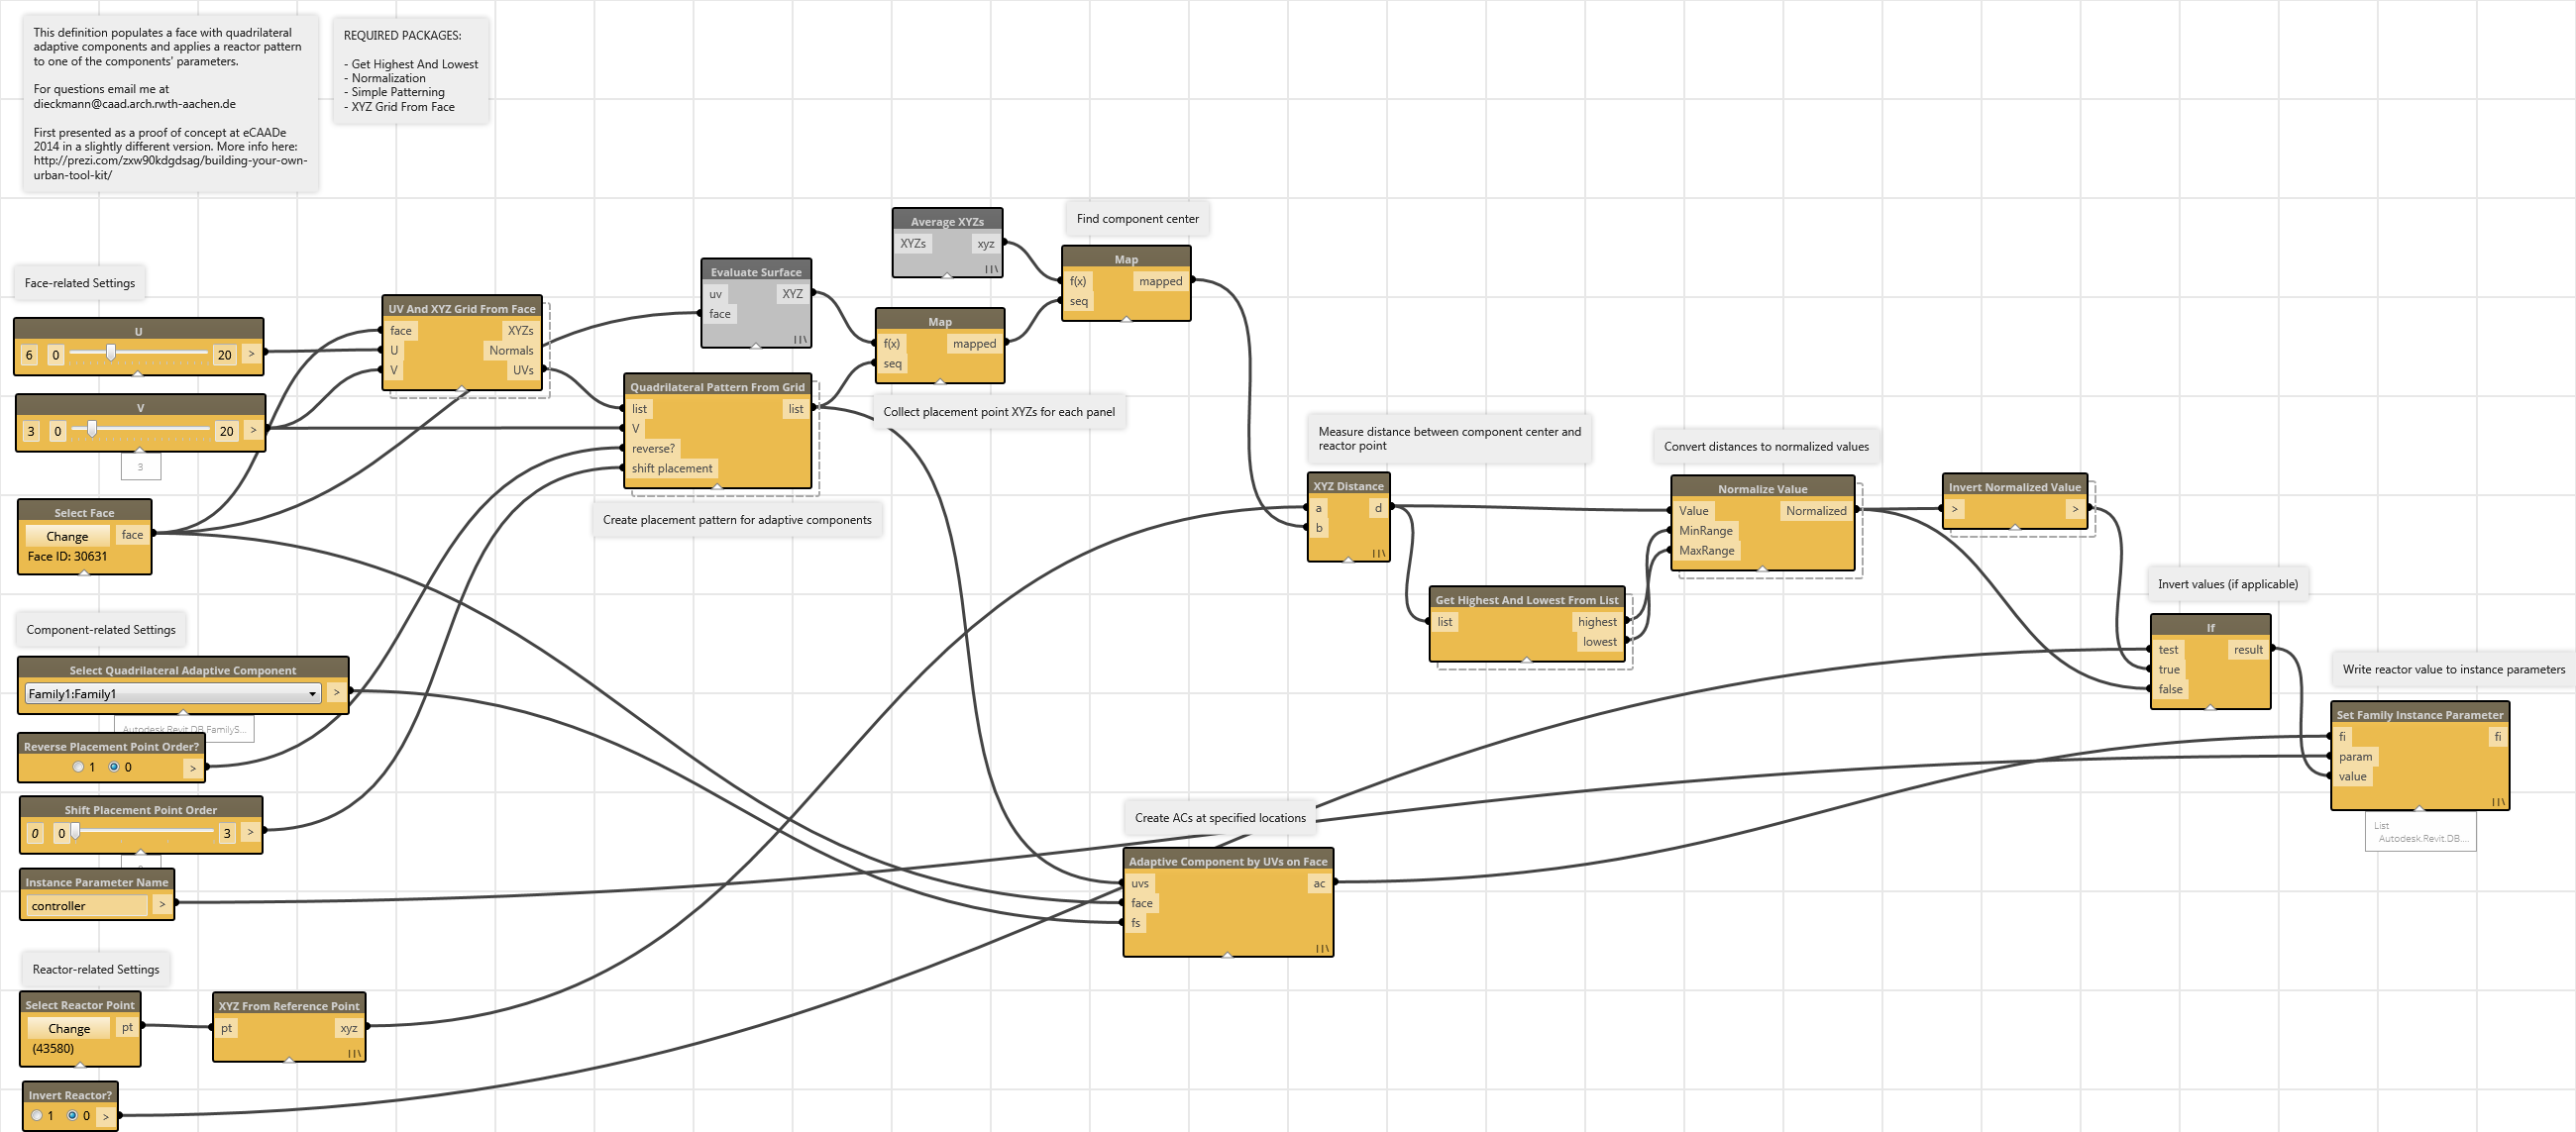 This definition populates a face with quadrilateral
adaptive components and applies a reactor pattern
to one of the components' parameters.
For questions email me at
dieckmann@caad.arch.rwth-aachen.de
First presented as a proof of concept at eCAADe
2014 in a slightly different version. More info here:
http://prezi.com/zxw90kdgdsag/building-your-own-
urban-tool-kit/
REQUIRED PACKAGES:
- Get Highest And Lowest
- Normalization
- Simple Patterning
- XYZ Grid From Face
Average XYZs
XYZs xyz
Find component center
Map
f(x) mapped
seq
Evaluate Surface
uv XYZ
face
Map
f(x) mapped
seq
Face-related Settings
U
6 0 20 >
V
3 0 20 >
3
UV And XYZ Grid From Face
face XYZs
U Normals
V UVs
Quadrilateral Pattern From Grid
list list
V
reverse?
shift placement
Collect placement point XYZs for each panel
Create placement pattern for adaptive components
Select Face
Change face
Face ID: 30631
Measure distance between component center and
reactor point
XYZ Distance
a d
b
Convert distances to normalized values
Normalize Value
Value Normalized
MinRange
MaxRange
Invert Normalized Value
> >
Get Highest And Lowest From List
list highest
lowest
Invert values (if applicable)
If
test result
true
false
Write reactor value to instance parameters
Set Family Instance Parameter
fi fi
param
value
List
Autodesk.Revit.DB....
Component-related Settings
Select Quadrilateral Adaptive Component
Family1:Family1 >
Autodesk.Revit.DB.FamilyS...
Reverse Placement Point Order?
1 0 >
Shift Placement Point Order
0 0 3 >
Instance Parameter Name
controller >
Create ACs at specified locations
Adaptive Component by UVs on Face
uvs ac
face
fs
Reactor-related Settings
Select Reactor Point
Change pt
(43580)
XYZ From Reference Point
pt xyz
Invert Reactor?
1 0 >